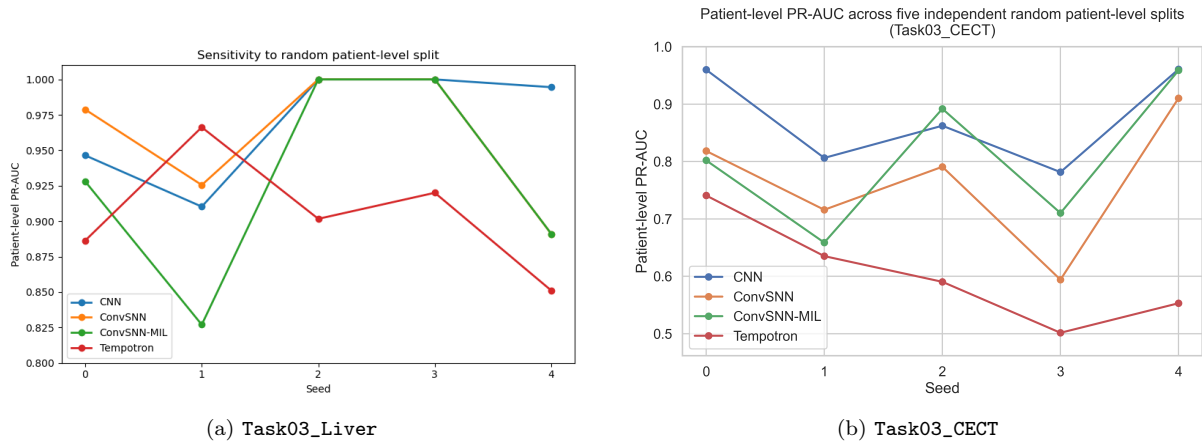 Sensitivity to random patient-level split
Patient-level PR-AUC
1.000
0.975
0.950
0.925
0.900
0.875
0.850
0.825
0.800
CNN
ConvSNN
ConvSNN-MIL
Tempotron
0 1 2 3 4
Seed
(a) Task03_Liver
Patient-level PR-AUC across five independent random patient-level splits
(Task03_CECT)
Patient-level PR-AUC
1.0
0.9
0.8
0.7
0.6
0.5
CNN
ConvSNN
ConvSNN-MIL
Tempotron
0 1 2 3 4
Seed
(b) Task03_CECT